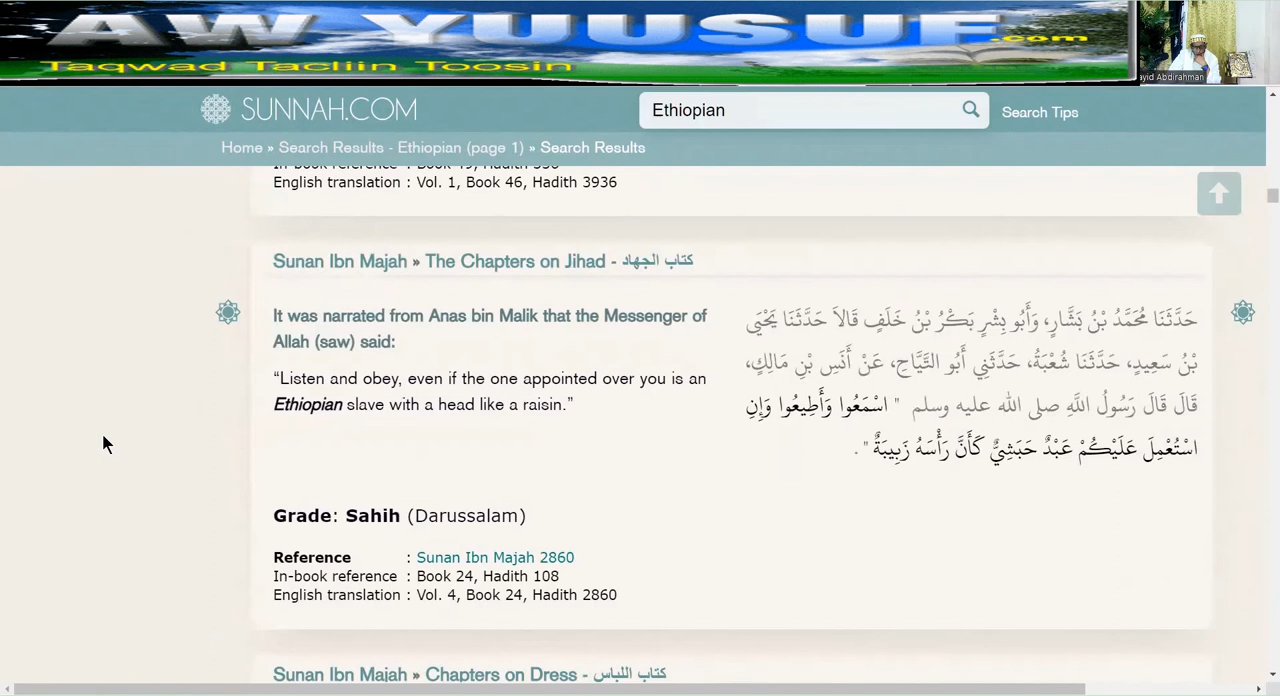 AW YUUSUF.com
Taqwad Tacliin Toosin
ayid Abdirahman
SUNNAH.COM
Ethiopian
Search Tips
Home » Search Results - Ethiopian (page 1) » Search Results
English translation : Vol. 1, Book 46, Hadith 3936
Sunan Ibn Majah » The Chapters on Jihad - كتاب الجهاد
It was narrated from Anas bin Malik that the Messenger of
Allah (saw) said:
“Listen and obey, even if the one appointed over you is an
Ethiopian slave with a head like a raisin.”
حَدَّثَنَا مُحَمَّدُ بْنُ بَشَّارٍ، وَأَبُو بِشْرٍ بَكْرُ بْنُ خَلَفٍ قَالاَ حَدَّثَنَا يَحْيَى
بْنُ سَعِيدٍ، حَدَّثَنَا شُعْبَةُ، حَدَّثَنِي أَبُو التَّيَّاحِ، عَنْ أَنَسِ بْنِ مَالِكٍ،
قَالَ قَالَ رَسُولُ اللَّهِ صلى الله عليه وسلم ‏ "‏ اسْمَعُوا وَأَطِيعُوا وَإِنِ
اسْتُعْمِلَ عَلَيْكُمْ عَبْدٌ حَبَشِيٌّ كَأَنَّ رَأْسَهُ زَبِيبَةٌ ‏"‏ ‏.‏
Grade: Sahih (Darussalam)
Reference : Sunan Ibn Majah 2860
In-book reference : Book 24, Hadith 108
English translation : Vol. 4, Book 24, Hadith 2860
Sunan Ibn Majah » Chapters on Dress - كتاب اللباس